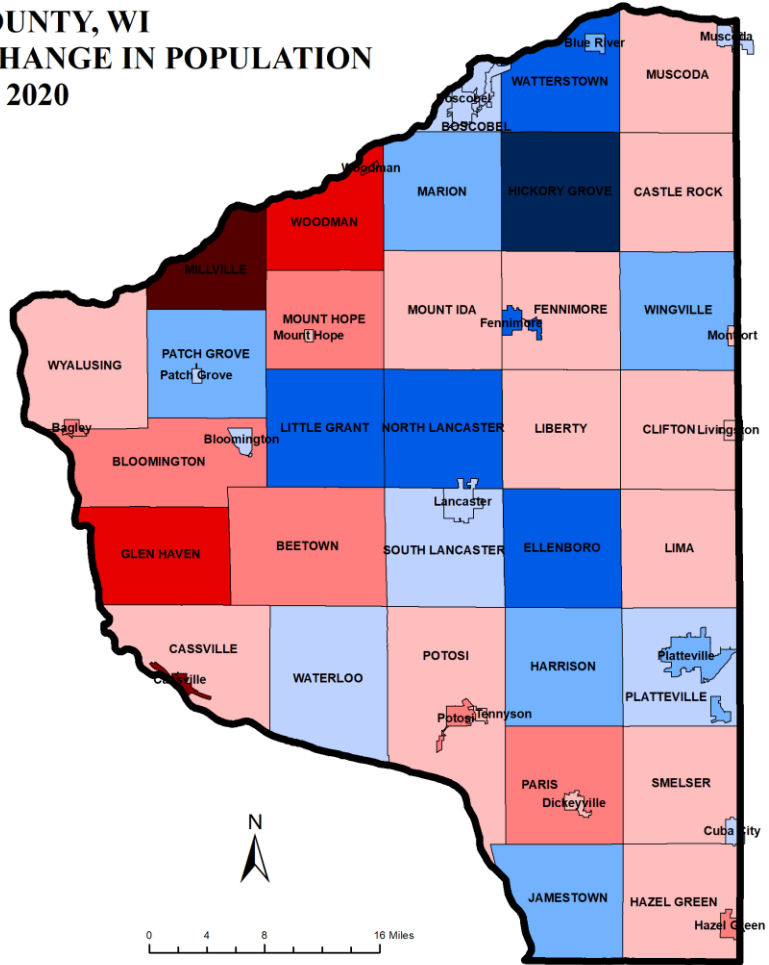 OUNTY, WI
HANGE IN POPULATION
2020
Muscoda
Blue River
MUSCODA
WATTERSTOWN
Boscobel
BOSCOBEL
Woodman
MARION
HICKORY GROVE
CASTLE ROCK
WOODMAN
MILLVILLE
MOUNT IDA
FENNIMORE
WINGVILLE
MOUNT HOPE
Fennimore
Mount Hope
Montfort
PATCH GROVE
WYALUSING
Patch Grove
Bagley
LITTLE GRANT
NORTH LANCASTER
LIBERTY
CLIFTON
Livingston
Bloomington
BLOOMINGTON
Lancaster
BEETOWN
SOUTH LANCASTER
ELLENBORO
LIMA
GLEN HAVEN
CASSVILLE
POTOSI
Platteville
HARRISON
Cassville
WATERLOO
PLATTEVILLE
Potosi
Tennyson
PARIS
SMELSER
Dickeyville
N
Cuba City
JAMESTOWN
HAZEL GREEN
Hazel Green
0 4 8 16 Miles